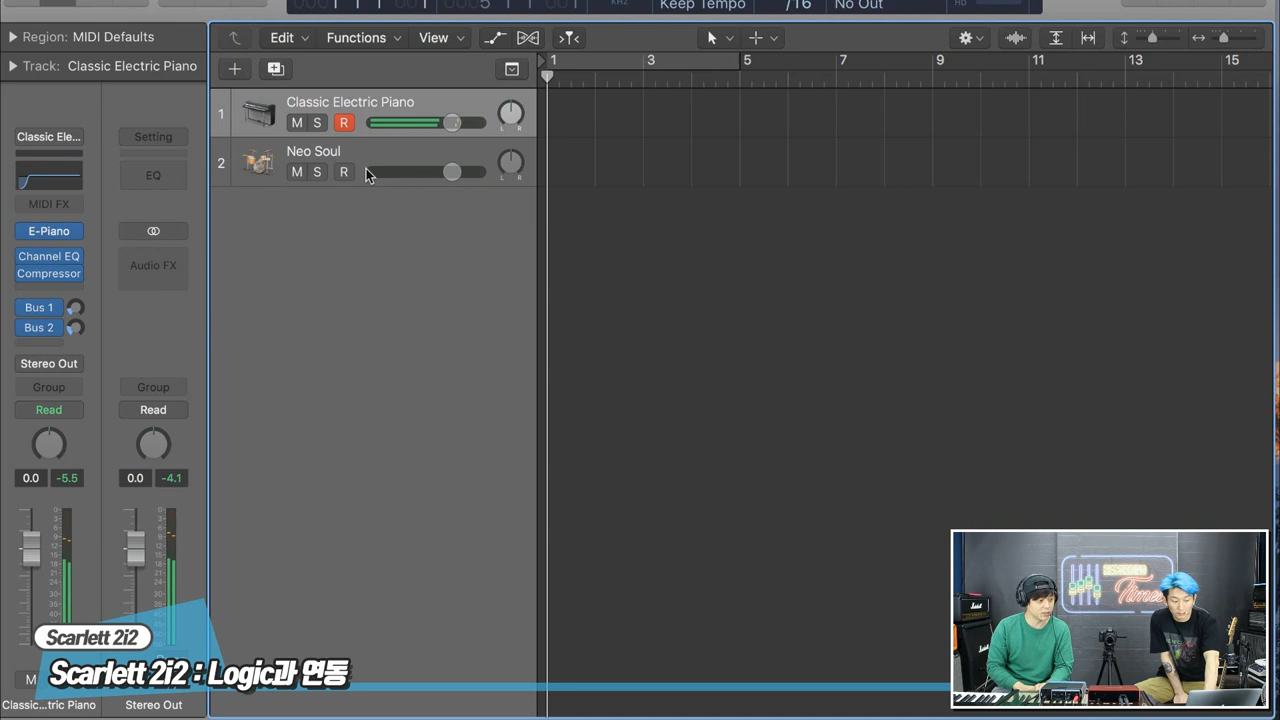 Keep Tempo
/16
No Out
KHz
HD
Region: MIDI Defaults
Edit
Functions
View
Track: Classic Electric Piano
1
3
5
7
9
11
13
15
1
Classic Electric Piano
M S R
L R
2
Neo Soul
M S R
L R
Classic Ele...
Setting
EQ
MIDI FX
E-Piano
Channel EQ
Compressor
Audio FX
Bus 1
Bus 2
Stereo Out
Group
Group
Read
Read
0.0
-5.5
0.0
-4.1
Scarlett 2i2
Scarlett 2i2 : Logic과 연동
M
Classic...tric Piano
Stereo Out
Times
Marshall